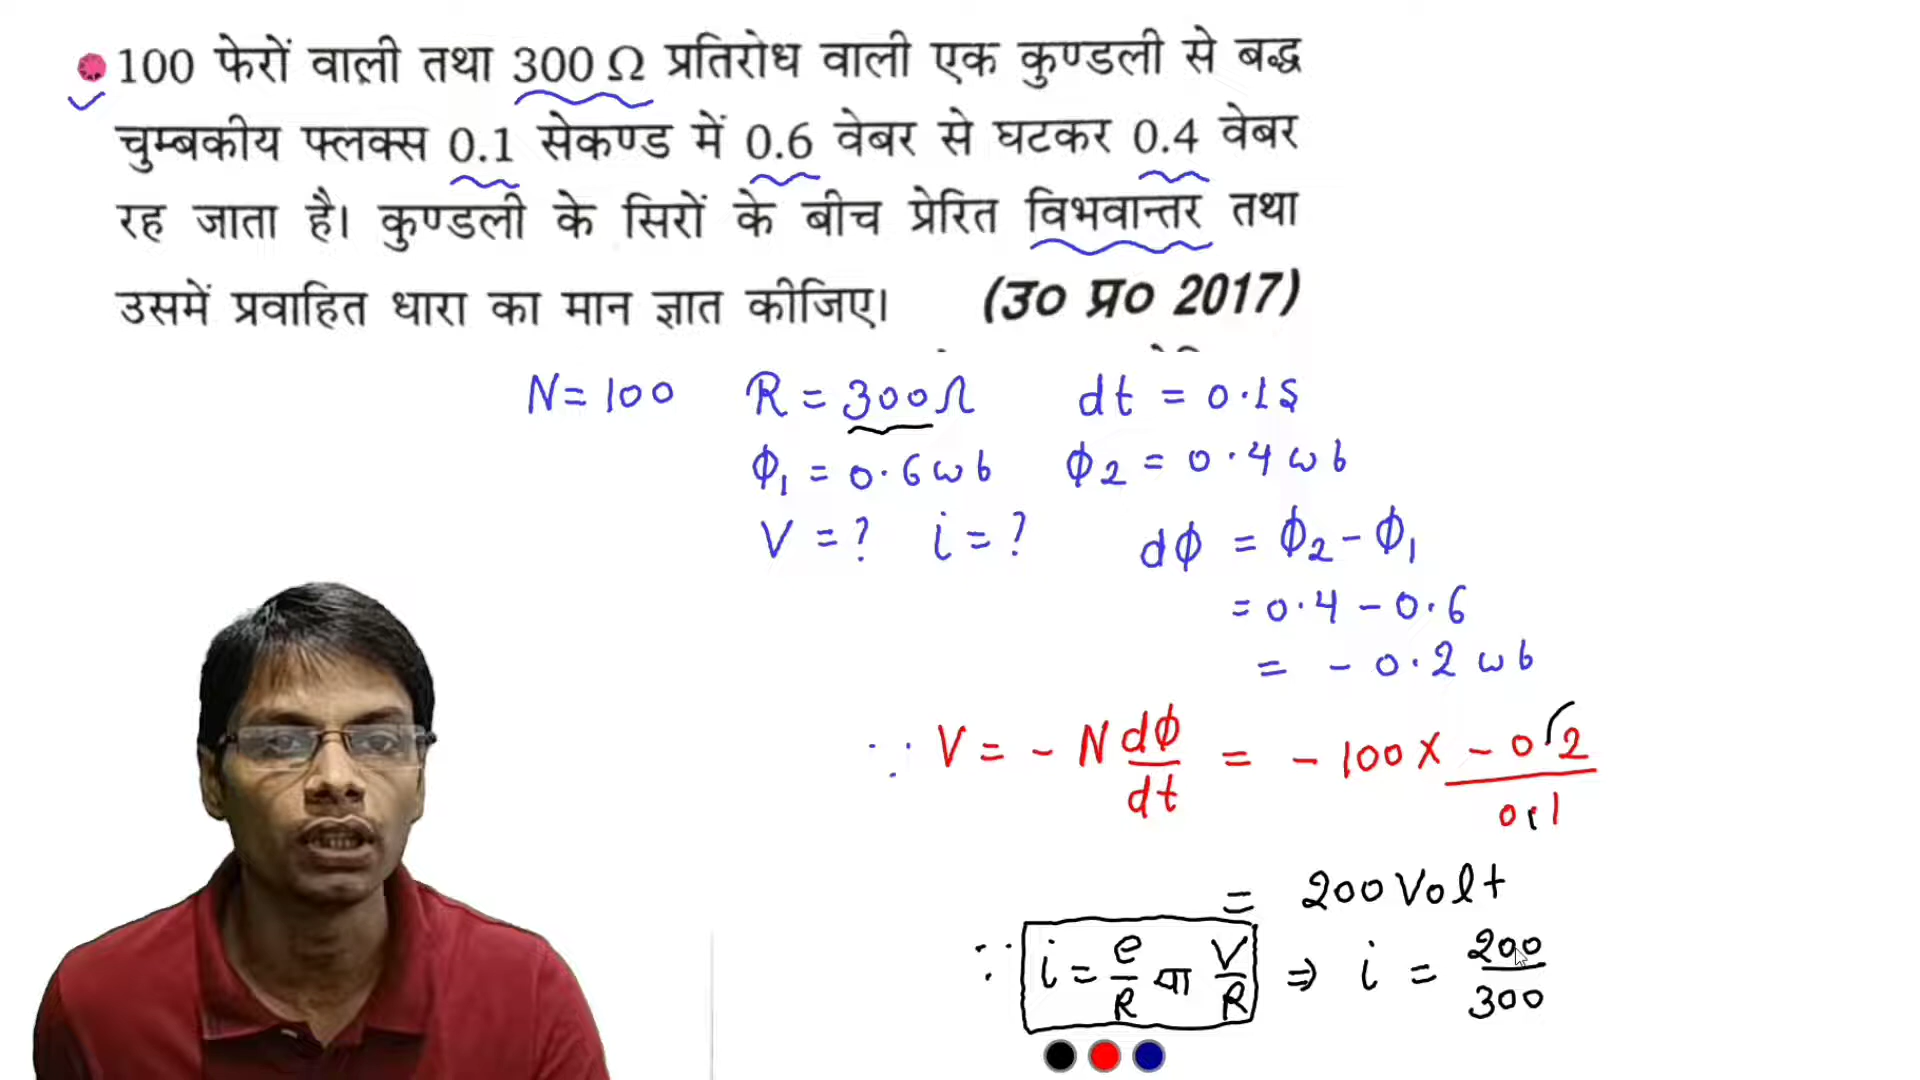 100 फेरों वाली तथा 300 Ω प्रतिरोध वाली एक कुण्डली से बद्ध
चुम्बकीय फ्लक्स 0.1 सेकण्ड में 0.6 वेबर से घटकर 0.4 वेबर
रह जाता है। कुण्डली के सिरों के बीच प्रेरित विभवान्तर तथा
उसमें प्रवाहित धारा का मान ज्ञात कीजिए। (उ० प्र० 2017)
N = 100 R = 300Ω dt = 0.1s
ϕ₁ = 0.6 wb ϕ₂ = 0.4 wb
V = ? i = ?
dϕ = ϕ₂ - ϕ₁
= 0.4 - 0.6
= - 0.2 wb
∵ V = - N dϕ/dt = - 100 x - 0.2/0.1
= 200 Volt
∵ i = e/R या V/R ⇒ i = 200/300